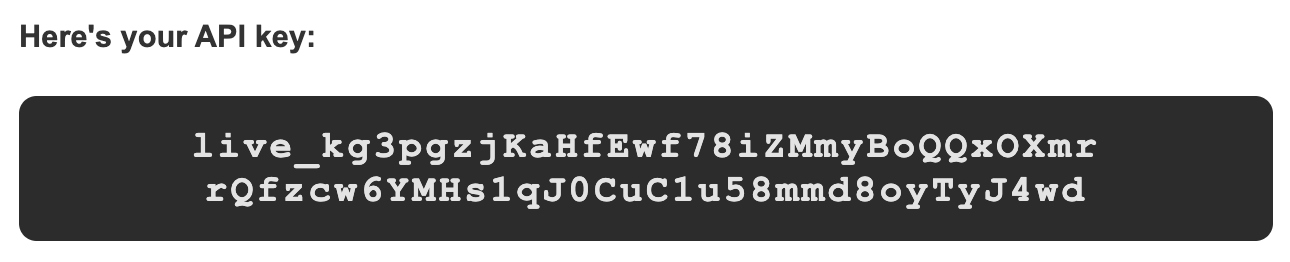 Here's your API key:
live_kg3pgzjKaHfEwf78iZMmyBoQQxOXmr
rQfzcw6YMHs1qJ0CuC1u58mmd8oyTyJ4wd